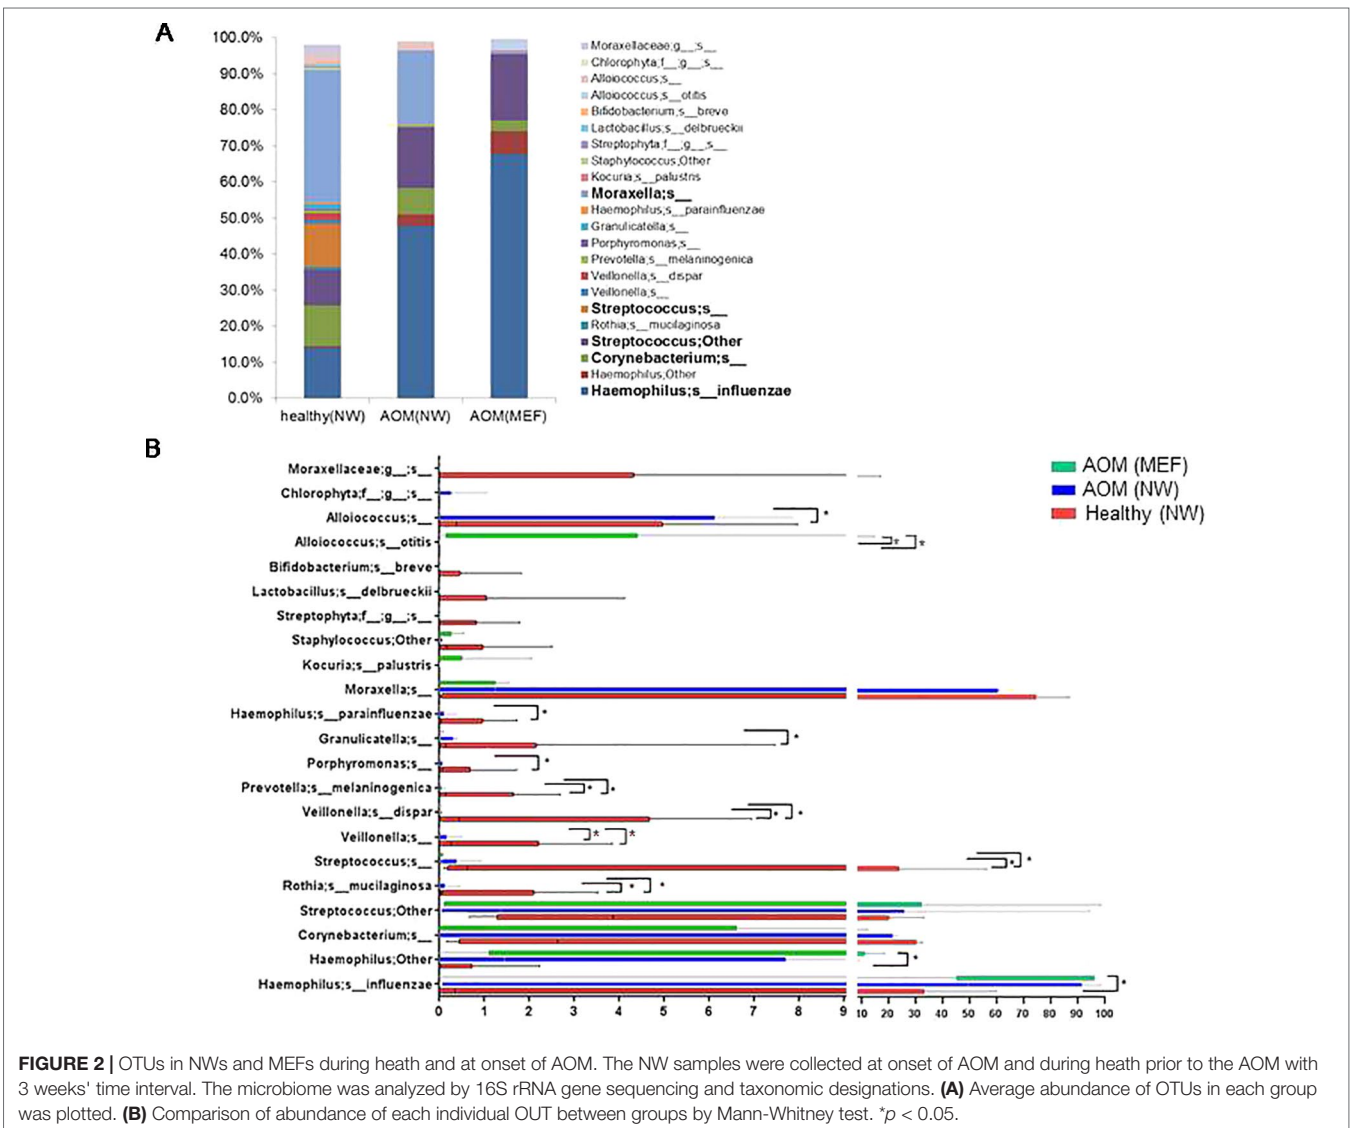 A
100.0%
90.0%
80.0%
70.0%
60.0%
50.0%
40.0%
30.0%
20.0%
10.0%
0.0%
healthy(NW) AOM(NW) AOM(MEF)
Moraxellaceae;g__;s__
Chlorophyta;f__;g__;s__
Alloiococcus;s__
Alloiococcus;s__otitis
Bifidobacterium;s__breve
Lactobacillus;s__delbrueckii
Streptophyta;f__;g__;s__
Staphylococcus;Other
Kocuria;s__palustris
Moraxella;s__
Haemophilus;s__parainfluenzae
Granulicatella;s__
Porphyromonas;s__
Prevotella;s__melaninogenica
Veillonella;s__dispar
Veillonella;s__
Streptococcus;s__
Rothia;s__mucilaginosa
Streptococcus;Other
Corynebacterium;s__
Haemophilus;Other
Haemophilus;s__influenzae
B
Moraxellaceae;g__;s__
Chlorophyta;f__;g__;s__
Alloiococcus;s__ *
Alloiococcus;s__otitis * *
Bifidobacterium;s__breve
Lactobacillus;s__delbrueckii
Streptophyta;f__;g__;s__
Staphylococcus;Other
Kocuria;s__palustris
Moraxella;s__
Haemophilus;s__parainfluenzae *
Granulicatella;s__ *
Porphyromonas;s__ *
Prevotella;s__melaninogenica * *
Veillonella;s__dispar * *
Veillonella;s__ * *
Streptococcus;s__ * *
Rothia;s__mucilaginosa * *
Streptococcus;Other
Corynebacterium;s__
Haemophilus;Other *
Haemophilus;s__influenzae *
0 1 2 3 4 5 6 7 8 9 10 20 30 40 50 60 70 80 90 100
AOM (MEF)
AOM (NW)
Healthy (NW)
FIGURE 2 | OTUs in NWs and MEFs during heath and at onset of AOM. The NW samples were collected at onset of AOM and during heath prior to the AOM with
3 weeks' time interval. The microbiome was analyzed by 16S rRNA gene sequencing and taxonomic designations. (A) Average abundance of OTUs in each group
was plotted. (B) Comparison of abundance of each individual OUT between groups by Mann-Whitney test. *p < 0.05.